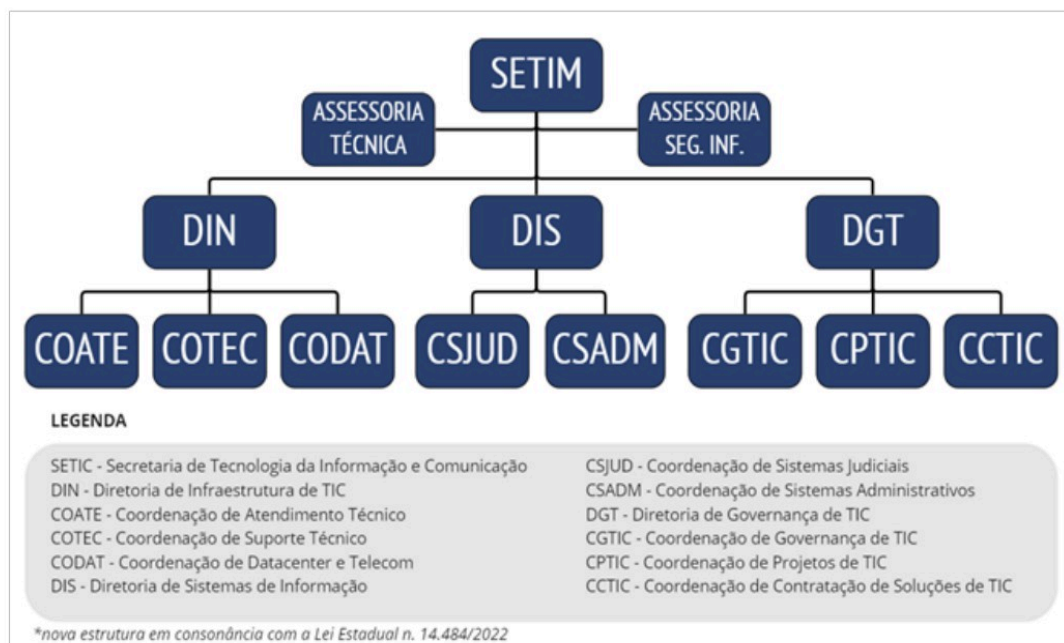 SETIM
ASSESSORIA
TÉCNICA
ASSESSORIA
SEG. INF.
DIN
DIS
DGT
COATE
COTEC
CODAT
CSJUD
CSADM
CGTIC
CPTIC
CCTIC
LEGENDA
SETIC - Secretaria de Tecnologia da Informação e Comunicação
DIN - Diretoria de Infraestrutura de TIC
COATE - Coordenação de Atendimento Técnico
COTEC - Coordenação de Suporte Técnico
CODAT - Coordenação de Datacenter e Telecom
DIS - Diretoria de Sistemas de Informação
CSJUD - Coordenação de Sistemas Judiciais
CSADM - Coordenação de Sistemas Administrativos
DGT - Diretoria de Governança de TIC
CGTIC - Coordenação de Governança de TIC
CPTIC - Coordenação de Projetos de TIC
CCTIC - Coordenação de Contratação de Soluções de TIC
*nova estrutura em consonância com a Lei Estadual n. 14.484/2022